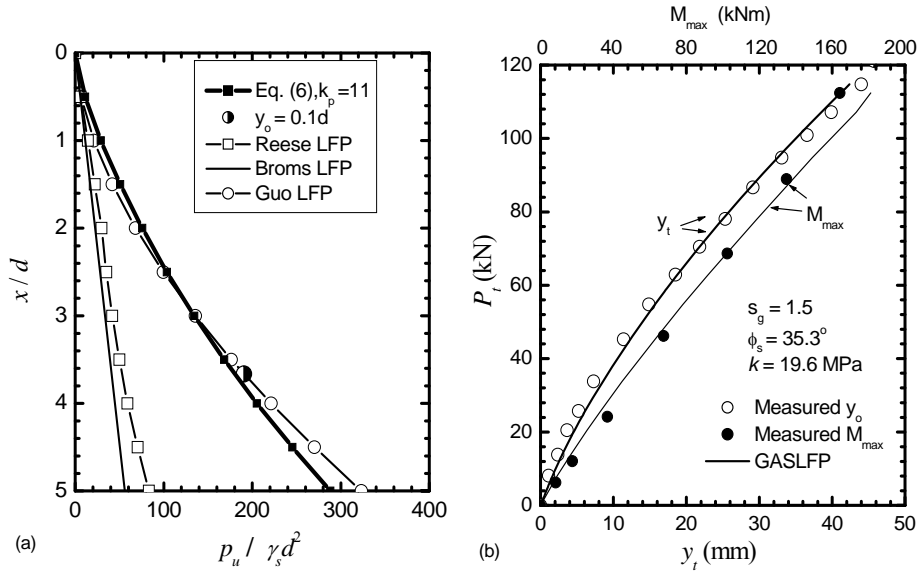 0
1
2
3
4
5
x/d
0
100
200
300
400
p_u / γ_s d²
(a)
Eq. (6),k_p=11
y_o = 0.1d
Reese LFP
Broms LFP
Guo LFP
M_max (kNm)
0
40
80
120
160
200
120
100
80
60
40
20
0
P_t (kN)
y_t
M_max
s_g = 1.5
ϕ_s = 35.3°
k = 19.6 MPa
Measured y_o
Measured M_max
GASLFP
0
10
20
30
40
50
(b)
y_t (mm)